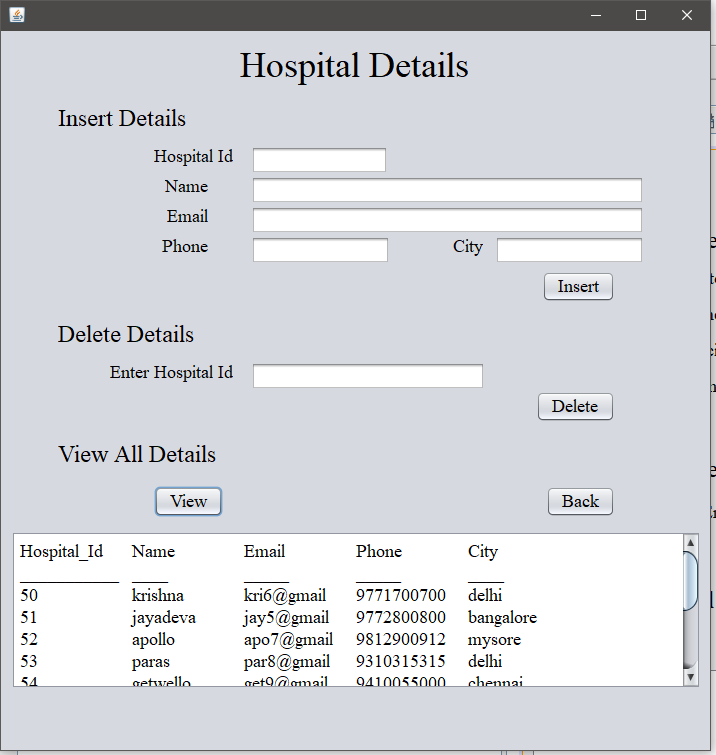 Hospital Details
Insert Details
Hospital Id
Name
Email
Phone City
Insert
Delete Details
Enter Hospital Id
Delete
View All Details
View Back
Hospital_Id Name Email Phone City
___________ ____ _____ _____ ____
50 krishna kri6@gmail 9771700700 delhi
51 jayadeva jay5@gmail 9772800800 bangalore
52 apollo apo7@gmail 9812900912 mysore
53 paras par8@gmail 9310315315 delhi
54 getwello get9@gmail 9410055000 chennai